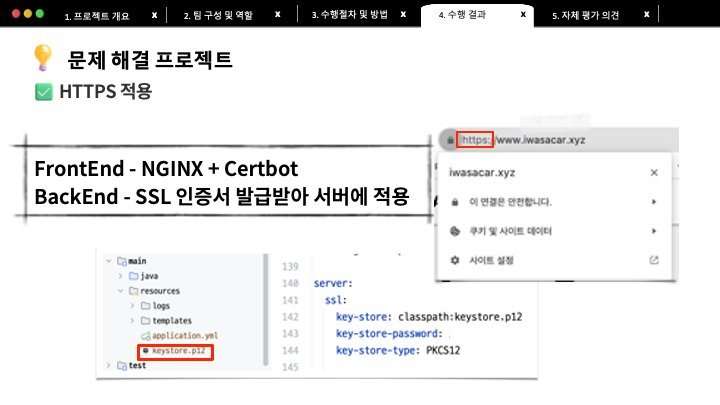 1. 프로젝트 개요 x 2. 팀 구성 및 역할 x 3. 수행절차 및 방법 x 4. 수행 결과 x 5. 자체 평가 의견 x
문제 해결 프로젝트
HTTPS 적용
FrontEnd - NGINX + Certbot
BackEnd - SSL 인증서 발급받아 서버에 적용
https://www.iwasacar.xyz
iwasacar.xyz
이 연결은 안전합니다.
쿠키 및 사이트 데이터
사이트 설정
main
java
resources
logs
templates
application.yml
keystore.p12
test
139
140 server:
141 ssl:
142 key-store: classpath:keystore.p12
143 key-store-password:
144 key-store-type: PKCS12
145